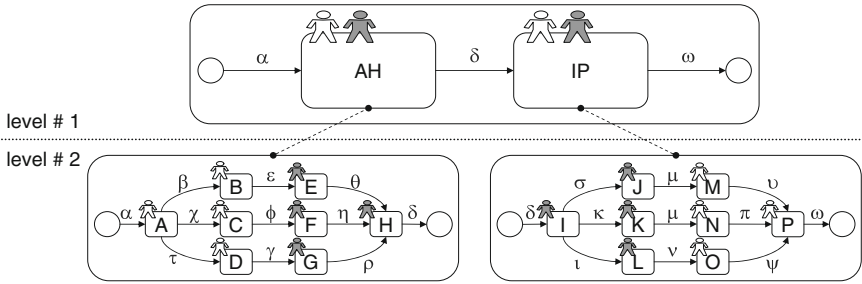 α AH δ IP ω
level # 1
level # 2
β B ε E θ σ J μ M υ
α A χ C φ F η H δ δ I κ K μ N π P ω
τ D γ G ρ ι L ν O ψ